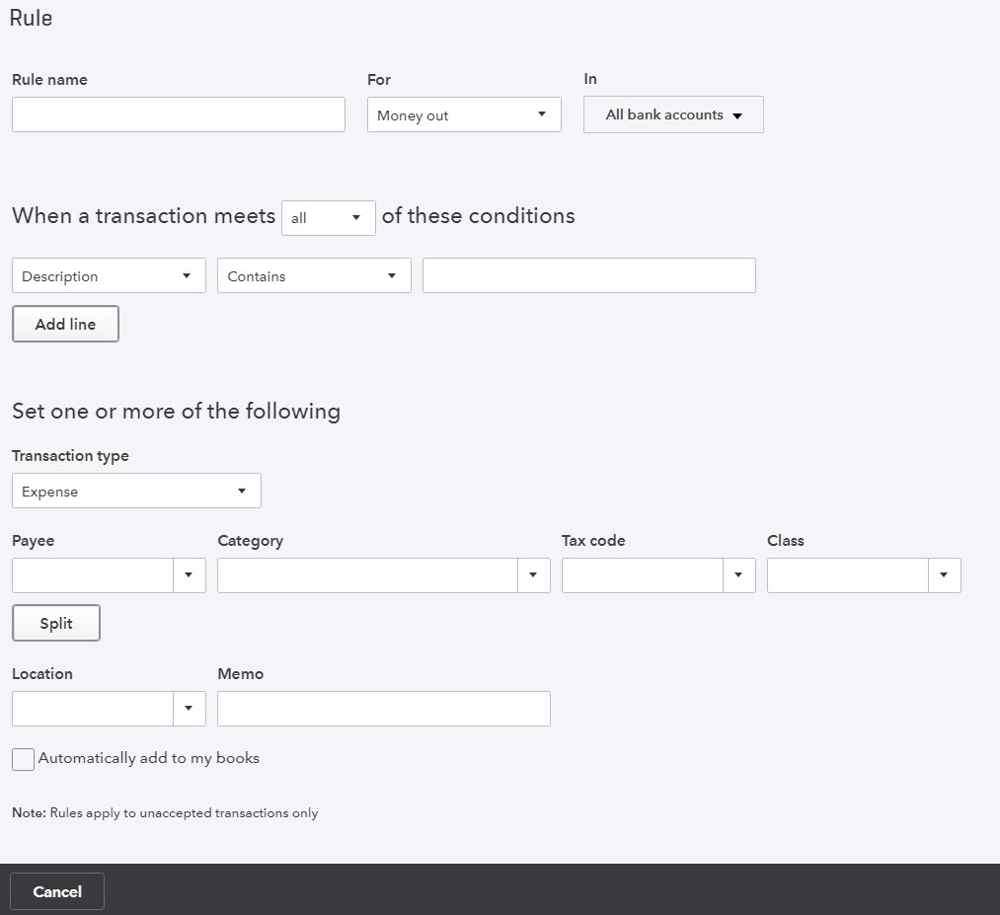 Rule
Rule name For In
Money out All bank accounts
When a transaction meets all of these conditions
Description Contains
Add line
Set one or more of the following
Transaction type
Expense
Payee Category Tax code Class
Split
Location Memo
Automatically add to my books
Note: Rules apply to unaccepted transactions only
Cancel